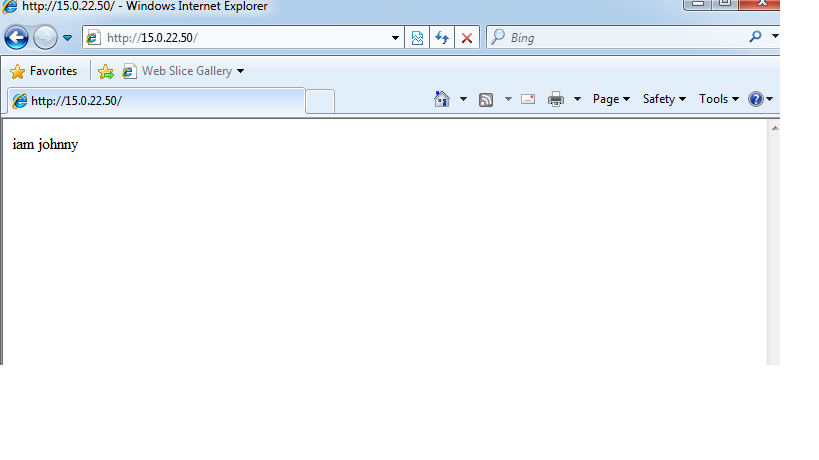 http://15.0.22.50/ - Windows Internet Explorer
http://15.0.22.50/ Bing
Favorites Web Slice Gallery
http://15.0.22.50/ Page Safety Tools
iam johnny